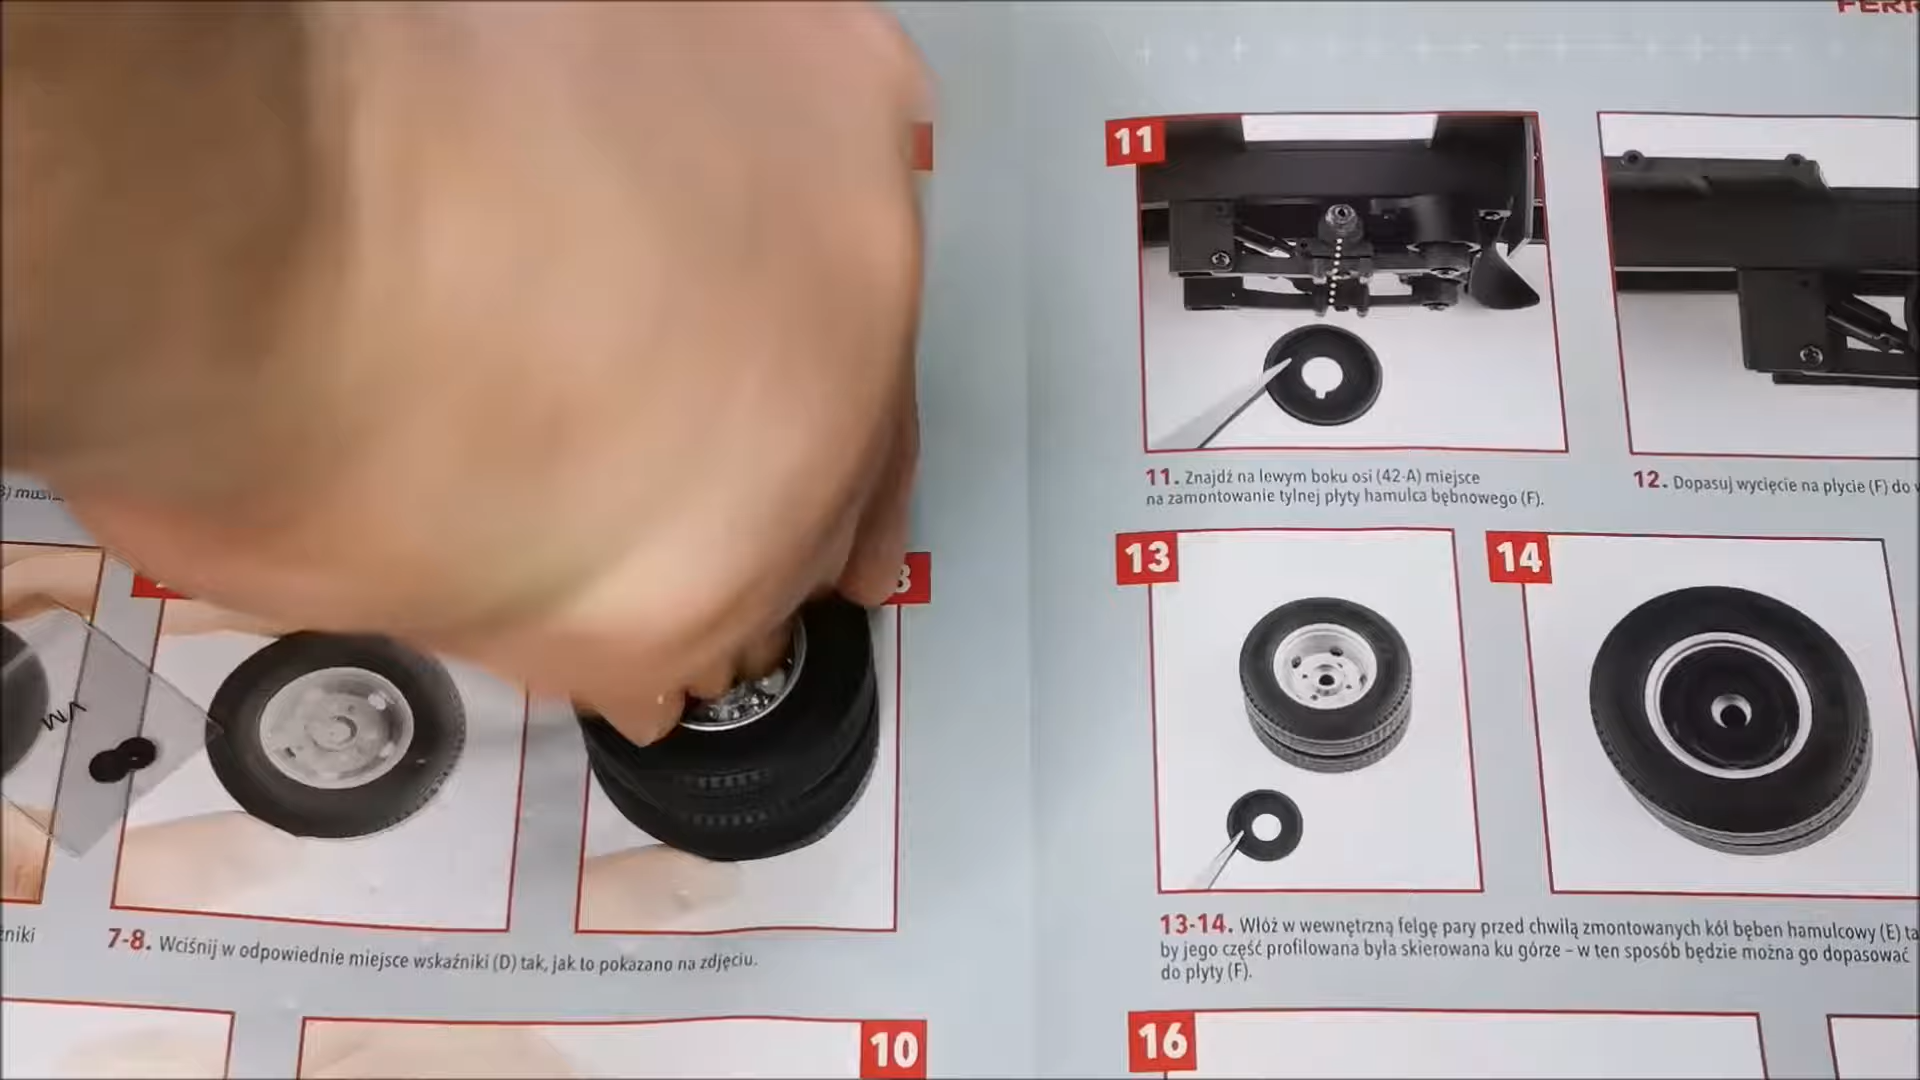 11
11. Znajdź na lewym boku osi (42-A) miejsce
na zamontowanie tylnej płyty hamulca bębnowego (F).
12. Dopasuj wycięcie na płycie (F) do
13
14
13-14. Włóż w wewnętrzną felgę pary przed chwilą zmontowanych kół bęben hamulcowy (E)
by jego część profilowana była skierowana ku górze – w ten sposób będzie można go dopasować
do płyty (F).
16
VM
7-8. Wciśnij w odpowiednie miejsce wskaźniki (D) tak, jak to pokazano na zdjęciu.
10